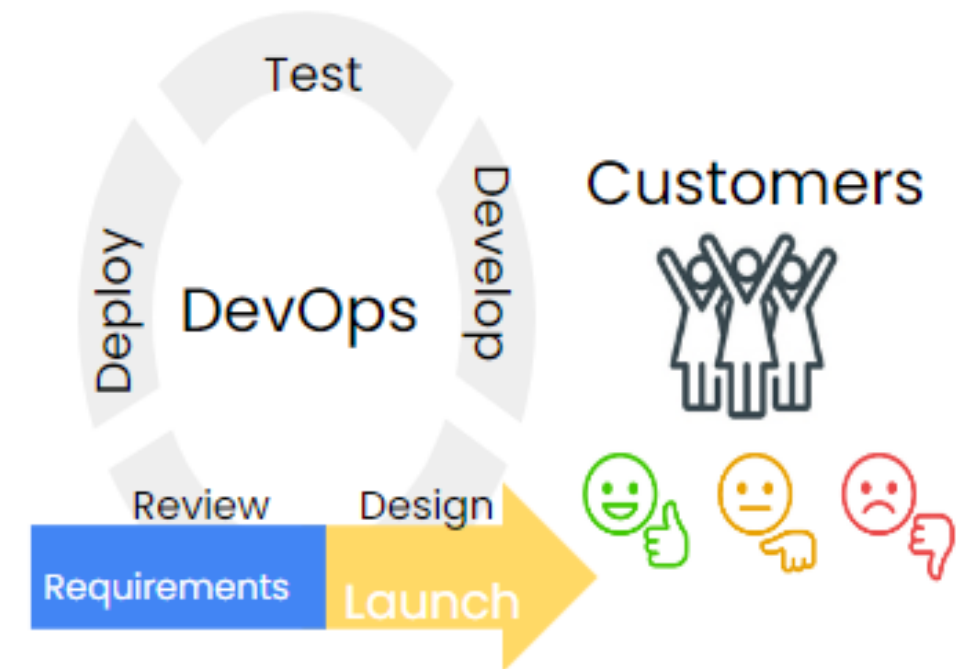 Test
Develop
Customers
Deploy
DevOps
Review
Design
Requirements
Launch